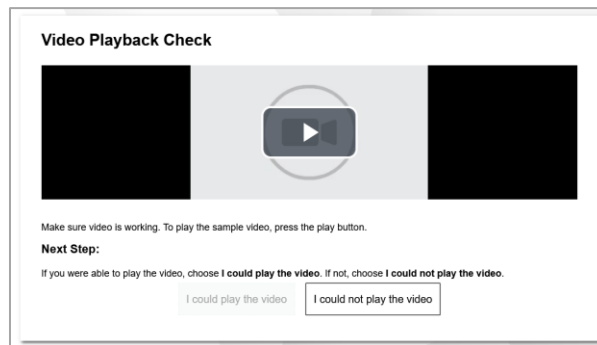 Video Playback Check
Make sure video is working. To play the sample video, press the play button.
Next Step:
If you were able to play the video, choose I could play the video. If not, choose I could not play the video.
I could play the video
I could not play the video